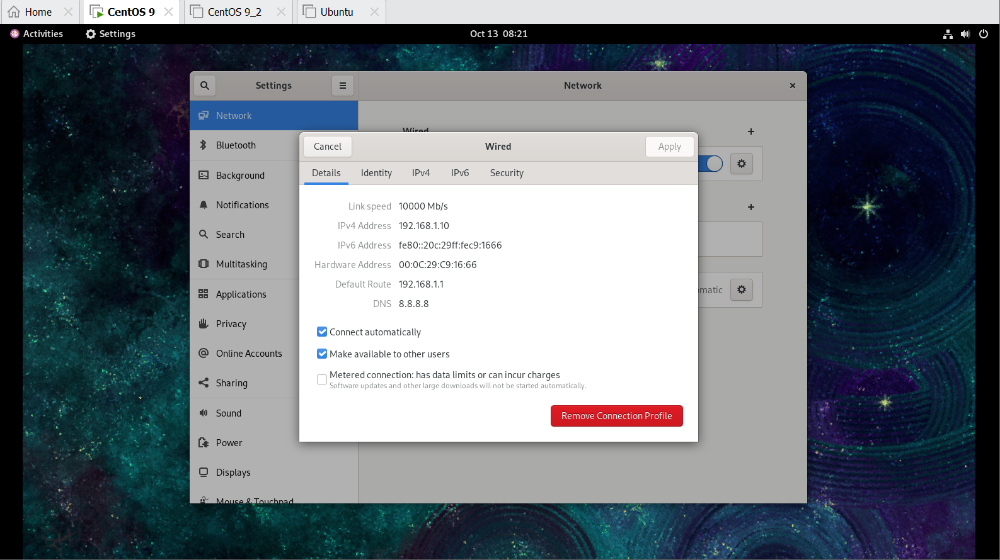 Home
CentOS 9
CentOS 9_2
Ubuntu
Activities
Settings
Oct 13 08:21
Settings
Network
Network
Bluetooth
Background
Notifications
Search
Multitasking
Applications
Privacy
Online Accounts
Sharing
Sound
Power
Displays
Mouse & Touchpad
Wired
Cancel
Wired
Apply
Details
Identity
IPv4
IPv6
Security
Link speed 10000 Mb/s
IPv4 Address 192.168.1.10
IPv6 Address fe80::20c:29ff:fec9:1666
Hardware Address 00:0C:29:C9:16:66
Default Route 192.168.1.1
DNS 8.8.8.8
Connect automatically
Make available to other users
Metered connection: has data limits or can incur charges
Software updates and other large downloads will not be started automatically.
Remove Connection Profile